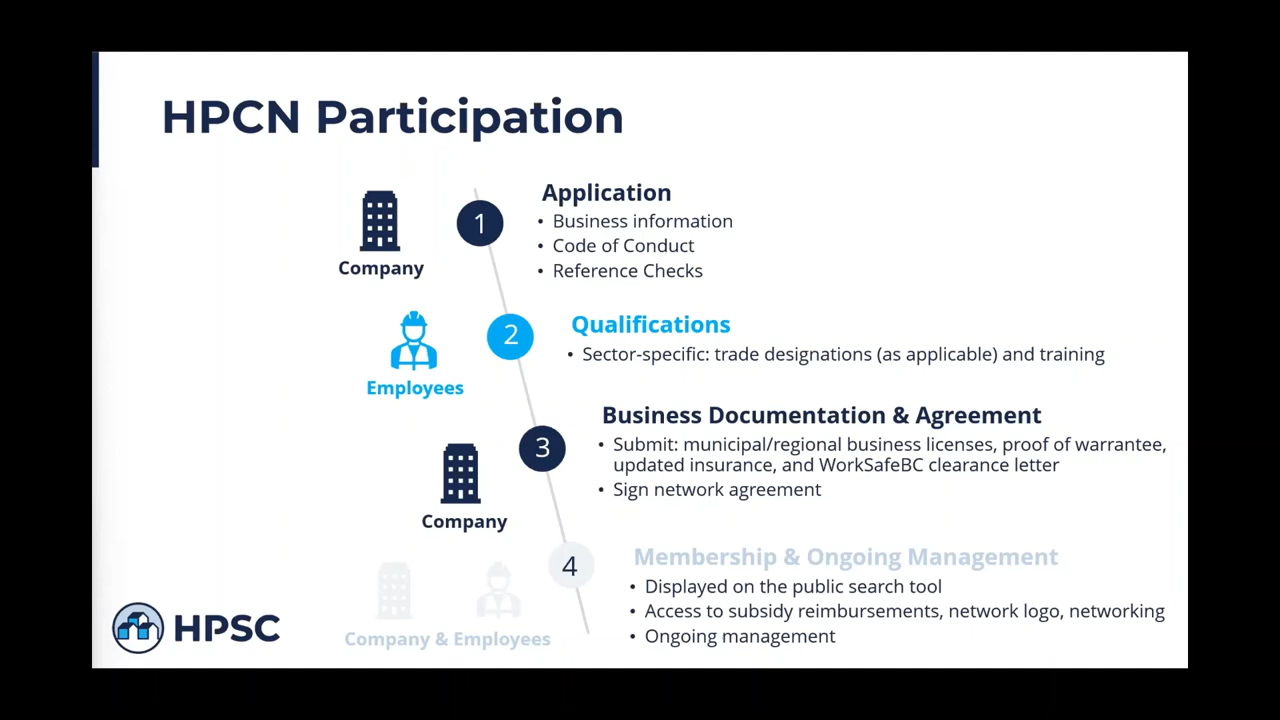 HPCN Participation
1
Application
• Business information
• Code of Conduct
• Reference Checks
Company
2
Qualifications
• Sector-specific: trade designations (as applicable) and training
Employees
3
Business Documentation & Agreement
• Submit: municipal/regional business licenses, proof of warrantee,
updated insurance, and WorkSafeBC clearance letter
• Sign network agreement
Company
4
Membership & Ongoing Management
• Displayed on the public search tool
• Access to subsidy reimbursements, network logo, networking
• Ongoing management
Company & Employees
HPSC